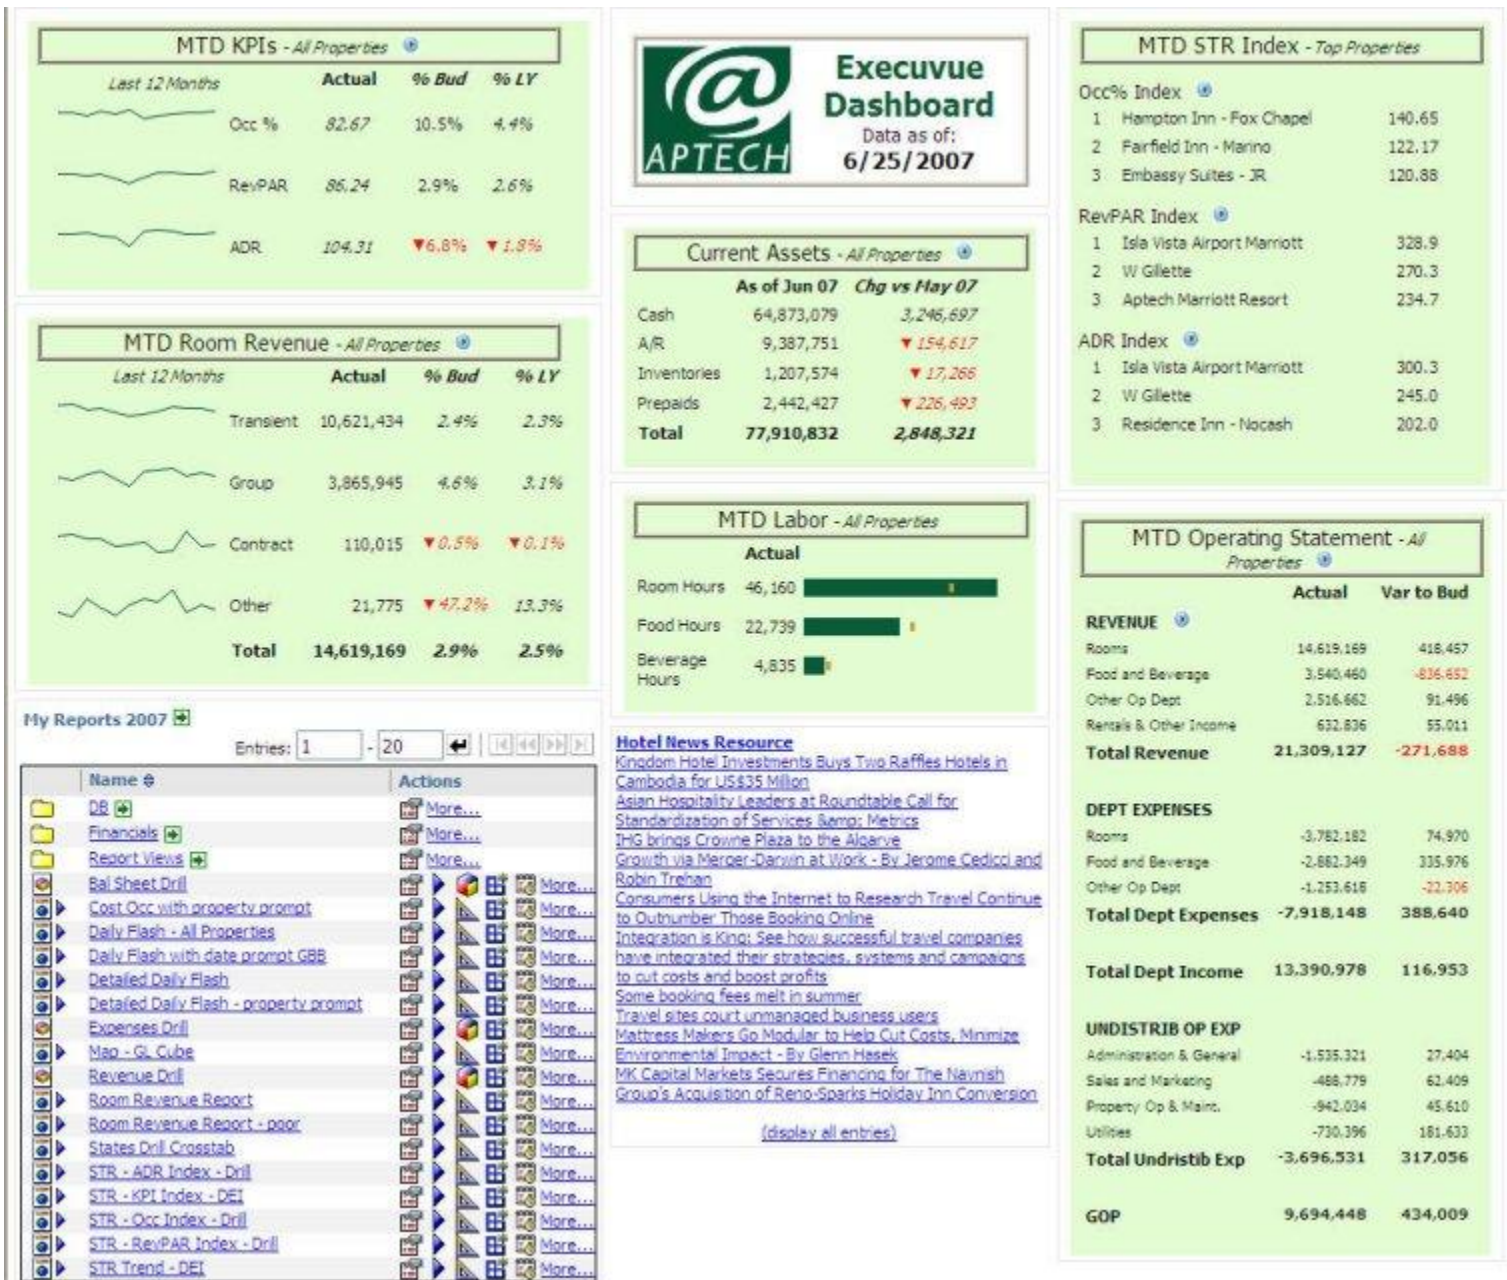 MTD KPIs - All Properties
Last 12 Months Actual % Bud % LY
Occ % 82.67 10.5% 4.4%
RevPAR 86.24 2.9% 2.6%
ADR 104.31 ▼6.8% ▼1.8%
MTD Room Revenue - All Properties
Last 12 Months Actual % Bud % LY
Transient 10,621,434 2.4% 2.3%
Group 3,865,945 4.6% 3.1%
Contract 110,015 ▼0.5% ▼0.1%
Other 21,775 ▼47.2% 13.3%
Total 14,619,169 2.9% 2.5%
My Reports 2007
Entries: 1 - 20
Name Actions
DB More...
Financials More...
Report Views More...
Bal Sheet Drill More...
Cost Occ with property prompt More...
Daily Flash - All Properties More...
Daily Flash with date prompt GBB More...
Detailed Daily Flash More...
Detailed Daily Flash - property prompt More...
Expenses Drill More...
Map - GL Cube More...
Revenue Drill More...
Room Revenue Report More...
Room Revenue Report - poor More...
States Drill Crosstab More...
STR - ADR Index - Drill More...
STR - KPI Index - DEI More...
STR - Occ Index - Drill More...
STR - RevPAR Index - Drill More...
STR Trend - DEI More...
@
APTECH
Execuvue
Dashboard
Data as of:
6/25/2007
Current Assets - All Properties
As of Jun 07 Chg vs May 07
Cash 64,873,079 3,246,697
A/R 9,387,751 ▼154,617
Inventories 1,207,574 ▼17,266
Prepaids 2,442,427 ▼226,493
Total 77,910,832 2,848,321
MTD Labor - All Properties
Actual
Room Hours 46,160
Food Hours 22,739
Beverage
Hours 4,835
Hotel News Resource
Kingdom Hotel Investments Buys Two Raffles Hotels in
Cambodia for US$35 Million
Asian Hospitality Leaders at Roundtable Call for
Standardization of Services &amp; Metrics
IHG brings Crowne Plaza to the Algarve
Growth via Merger-Darwin at Work - By Jerome Cedicci and
Robin Trehan
Consumers Using the Internet to Research Travel Continue
to Outnumber Those Booking Online
Integration is King: See how successful travel companies
have integrated their strategies, systems and campaigns
to cut costs and boost profits
Some booking fees melt in summer
Travel sites court unmanaged business users
Mattress Makers Go Modular to Help Cut Costs, Minimize
Environmental Impact - By Glenn Hasek
MK Capital Markets Secures Financing for The Navnish
Group's Acquisition of Reno-Sparks Holiday Inn Conversion
(display all entries)
MTD STR Index - Top Properties
Occ% Index
1 Hampton Inn - Fox Chapel 140.65
2 Fairfield Inn - Marino 122.17
3 Embassy Suites - JR 120.88
RevPAR Index
1 Isla Vista Airport Marriott 328.9
2 W Gillette 270.3
3 Aptech Marriott Resort 234.7
ADR Index
1 Isla Vista Airport Marriott 300.3
2 W Gillette 245.0
3 Residence Inn - Nocash 202.0
MTD Operating Statement - All
Properties
Actual Var to Bud
REVENUE
Rooms 14,619,169 418,457
Food and Beverage 3,540,460 -836,652
Other Op Dept 2,516,662 91,496
Rentals & Other Income 632,836 55,011
Total Revenue 21,309,127 -271,688
DEPT EXPENSES
Rooms -3,782,182 74,970
Food and Beverage -2,882,349 335,976
Other Op Dept -1,253,618 -22,306
Total Dept Expenses -7,918,148 388,640
Total Dept Income 13,390,978 116,953
UNDISTRIB OP EXP
Administration & General -1,535,321 27,404
Sales and Marketing -488,779 62,409
Property Op & Maint. -942,034 45,610
Utilities -730,396 181,633
Total Undristib Exp -3,696,531 317,056
GOP 9,694,448 434,009